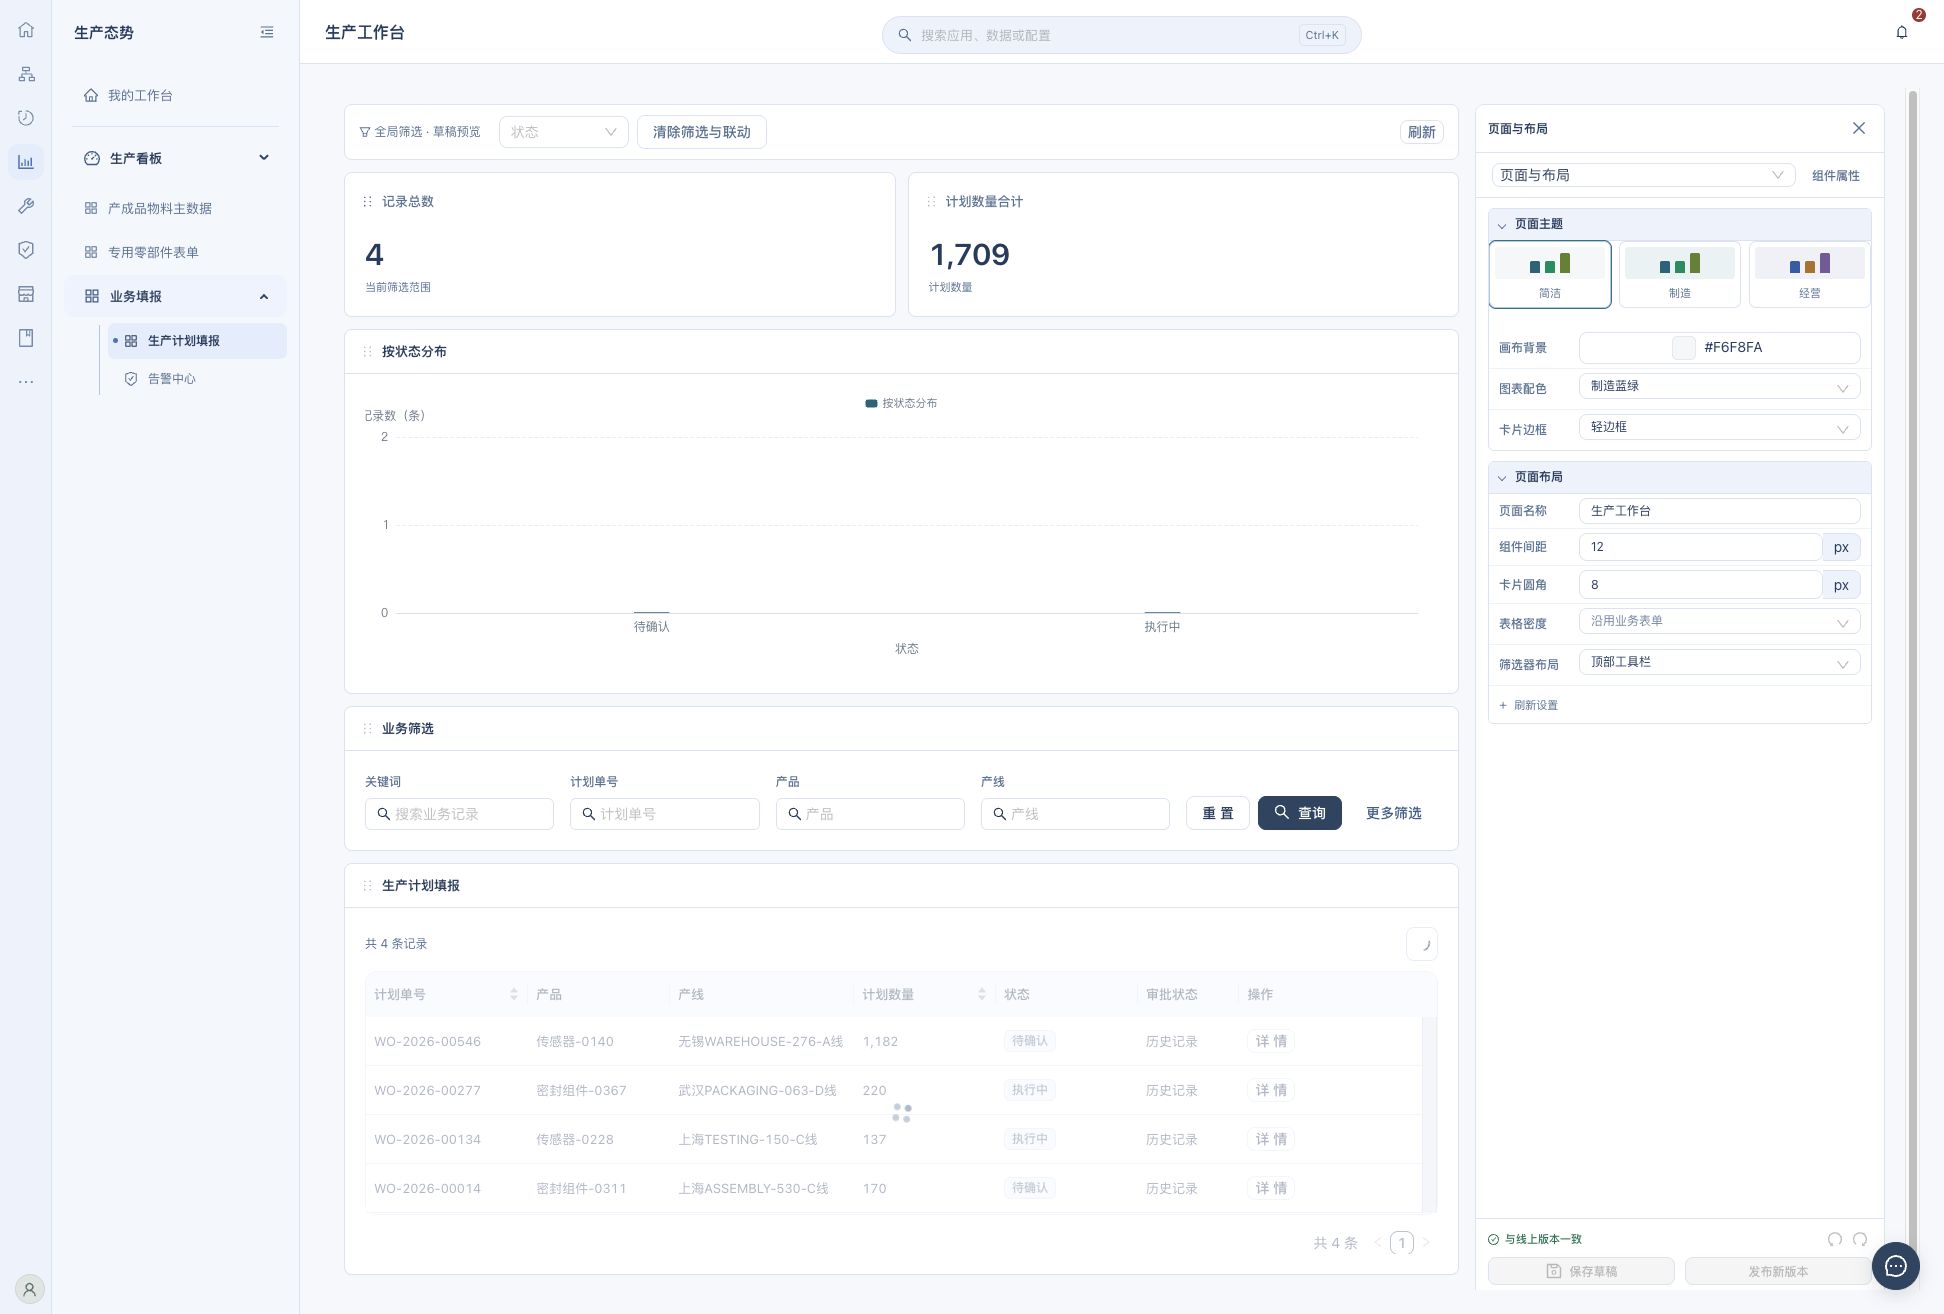 生产态势
我的工作台
生产看板
产成品物料主数据
专用零部件表单
业务填报
生产计划填报
告警中心
生产工作台
搜索应用、数据或配置
Ctrl+K
2
全局筛选 · 草稿预览
状态
清除筛选与联动
刷新
记录总数
4
当前筛选范围
计划数量合计
1,709
计划数量
按状态分布
按状态分布
记录数（条）
2
1
0
待确认
执行中
状态
业务筛选
关键词
计划单号
产品
产线
搜索业务记录
计划单号
产品
产线
重 置
查询
更多筛选
生产计划填报
共 4 条记录
计划单号 产品 产线 计划数量 状态 审批状态 操作
WO-2026-00546 传感器-0140 无锡WAREHOUSE-276-A线 1,182 待确认 历史记录 详 情
WO-2026-00277 密封组件-0367 武汉PACKAGING-063-D线 220 执行中 历史记录 详 情
WO-2026-00134 传感器-0228 上海TESTING-150-C线 137 执行中 历史记录 详 情
WO-2026-00014 密封组件-0311 上海ASSEMBLY-530-C线 170 待确认 历史记录 详 情
共 4 条 < 1 >
页面与布局
页面与布局
组件属性
页面主题
简洁
制造
经营
画布背景 #F6F8FA
图表配色 制造蓝绿
卡片边框 轻边框
页面布局
页面名称 生产工作台
组件间距 12 px
卡片圆角 8 px
表格密度 沿用业务表单
筛选器布局 顶部工具栏
+ 刷新设置
与线上版本一致
保存草稿
发布新版本